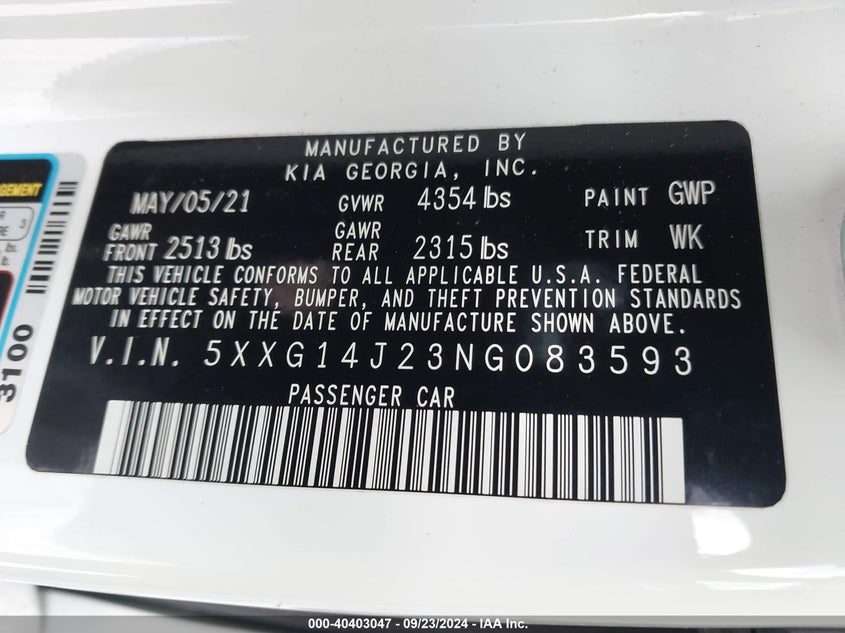 MANUFACTURED BY
KIA GEORGIA, INC.
MAY/05/21 GVWR 4354 lbs PAINT GWP
GAWR FRONT 2513 lbs GAWR REAR 2315 lbs TRIM WK
THIS VEHICLE CONFORMS TO ALL APPLICABLE U.S.A. FEDERAL
MOTOR VEHICLE SAFETY, BUMPER, AND THEFT PREVENTION STANDARDS
IN EFFECT ON THE DATE OF MANUFACTURE SHOWN ABOVE.
V.I.N. 5XXG14J23NG083593
PASSENGER CAR
3100
000-40403047 - 09/23/2024 - IAA Inc.